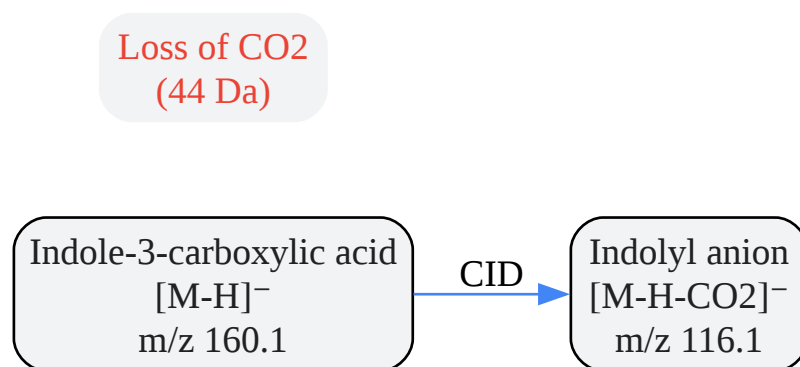 Loss of CO2
(44 Da)
Indole-3-carboxylic acid
[M-H]⁻
m/z 160.1
CID
Indolyl anion
[M-H-CO2]⁻
m/z 116.1